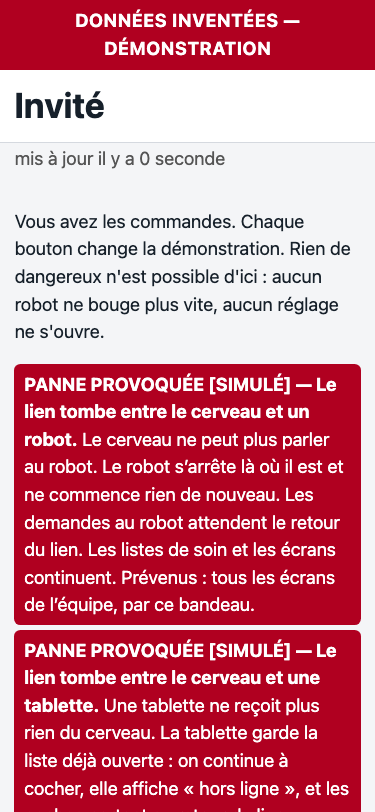 DONNÉES INVENTÉES —
DÉMONSTRATION
Invité
mis à jour il y a 0 seconde
Vous avez les commandes. Chaque
bouton change la démonstration. Rien de
dangereux n'est possible d'ici : aucun
robot ne bouge plus vite, aucun réglage
ne s'ouvre.
PANNE PROVOQUÉE [SIMULÉ] — Le
lien tombe entre le cerveau et un
robot. Le cerveau ne peut plus parler
au robot. Le robot s’arrête là où il est et
ne commence rien de nouveau. Les
demandes au robot attendent le retour
du lien. Les listes de soin et les écrans
continuent. Prévenus : tous les écrans
de l’équipe, par ce bandeau.
PANNE PROVOQUÉE [SIMULÉ] — Le
lien tombe entre le cerveau et une
tablette. Une tablette ne reçoit plus
rien du cerveau. La tablette garde la
liste déjà ouverte : on continue à
cocher, elle affiche « hors ligne », et les